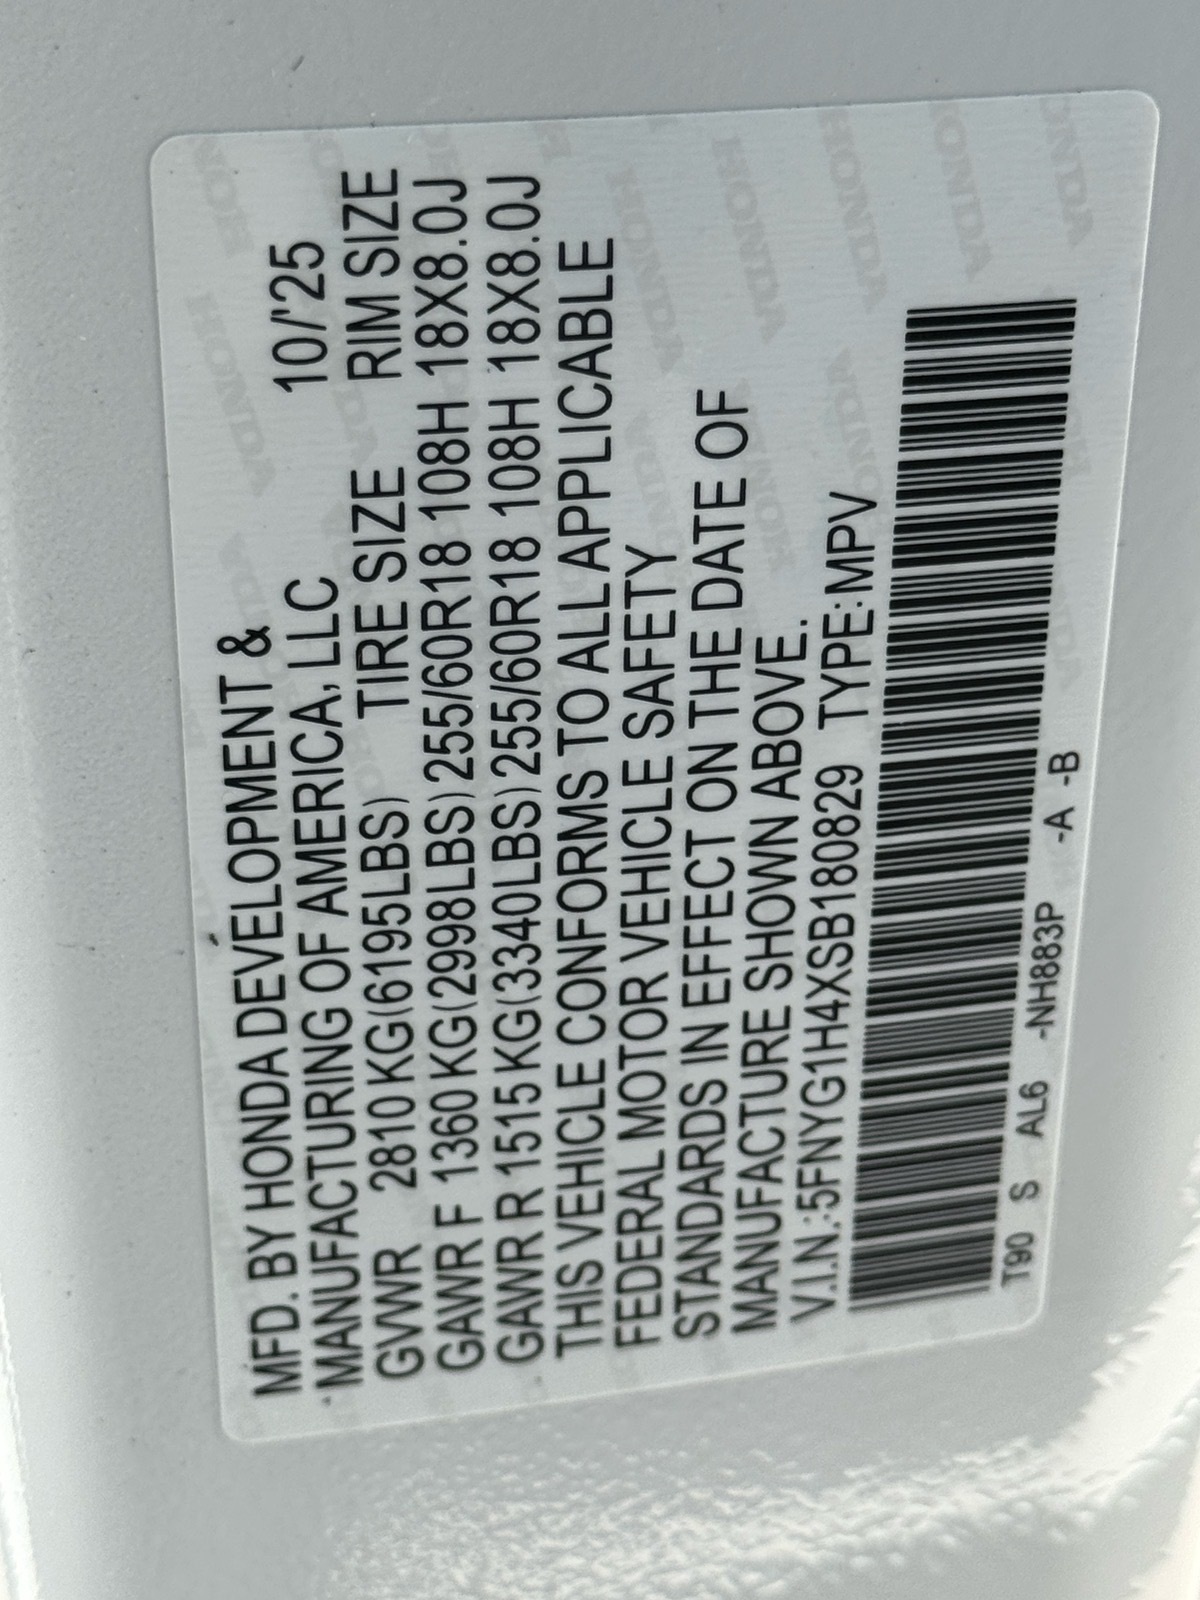 MFD. BY HONDA DEVELOPMENT &
MANUFACTURING OF AMERICA, LLC 10/'25
GVWR 2810 KG(6195LBS) TIRE SIZE RIM SIZE
GAWR F 1360 KG(2998LBS) 255/60R18 108H 18X8.0J
GAWR R 1515 KG(3340LBS) 255/60R18 108H 18X8.0J
THIS VEHICLE CONFORMS TO ALL APPLICABLE
FEDERAL MOTOR VEHICLE SAFETY
STANDARDS IN EFFECT ON THE DATE OF
MANUFACTURE SHOWN ABOVE.
V.I.N.:5FNYG1H4XSB180829 TYPE:MPV
T90 S AL6 -NH883P -A -B